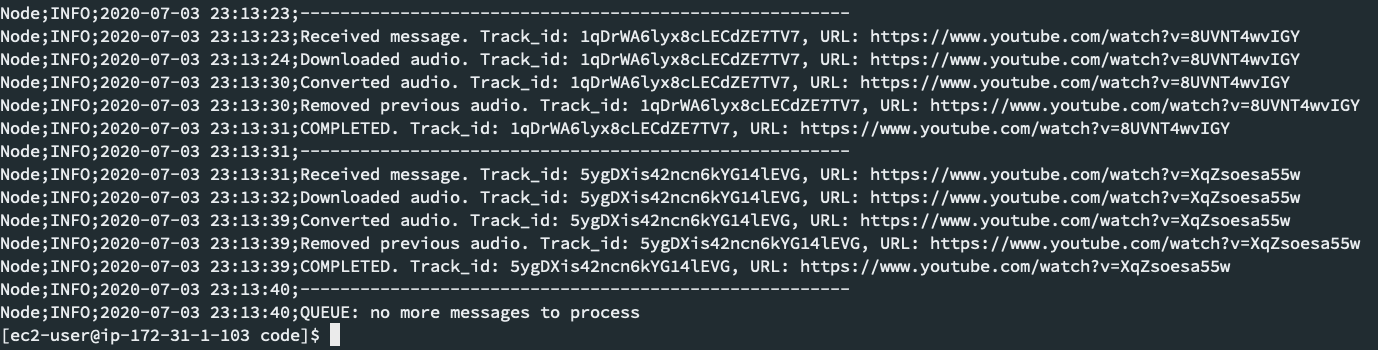 Node;INFO;2020-07-03 23:13:23;-------------------------------------------------------
Node;INFO;2020-07-03 23:13:23;Received message. Track_id: 1qDrWA6lyx8cLECdZE7TV7, URL: https://www.youtube.com/watch?v=8UVNT4wvIGY
Node;INFO;2020-07-03 23:13:24;Downloaded audio. Track_id: 1qDrWA6lyx8cLECdZE7TV7, URL: https://www.youtube.com/watch?v=8UVNT4wvIGY
Node;INFO;2020-07-03 23:13:30;Converted audio. Track_id: 1qDrWA6lyx8cLECdZE7TV7, URL: https://www.youtube.com/watch?v=8UVNT4wvIGY
Node;INFO;2020-07-03 23:13:30;Removed previous audio. Track_id: 1qDrWA6lyx8cLECdZE7TV7, URL: https://www.youtube.com/watch?v=8UVNT4wvIGY
Node;INFO;2020-07-03 23:13:31;COMPLETED. Track_id: 1qDrWA6lyx8cLECdZE7TV7, URL: https://www.youtube.com/watch?v=8UVNT4wvIGY
Node;INFO;2020-07-03 23:13:31;-------------------------------------------------------
Node;INFO;2020-07-03 23:13:31;Received message. Track_id: 5ygDXis42ncn6kYG14lEVG, URL: https://www.youtube.com/watch?v=XqZsoesa55w
Node;INFO;2020-07-03 23:13:32;Downloaded audio. Track_id: 5ygDXis42ncn6kYG14lEVG, URL: https://www.youtube.com/watch?v=XqZsoesa55w
Node;INFO;2020-07-03 23:13:39;Converted audio. Track_id: 5ygDXis42ncn6kYG14lEVG, URL: https://www.youtube.com/watch?v=XqZsoesa55w
Node;INFO;2020-07-03 23:13:39;Removed previous audio. Track_id: 5ygDXis42ncn6kYG14lEVG, URL: https://www.youtube.com/watch?v=XqZsoesa55w
Node;INFO;2020-07-03 23:13:39;COMPLETED. Track_id: 5ygDXis42ncn6kYG14lEVG, URL: https://www.youtube.com/watch?v=XqZsoesa55w
Node;INFO;2020-07-03 23:13:40;-------------------------------------------------------
Node;INFO;2020-07-03 23:13:40;QUEUE: no more messages to process
[ec2-user@ip-172-31-1-103 code]$